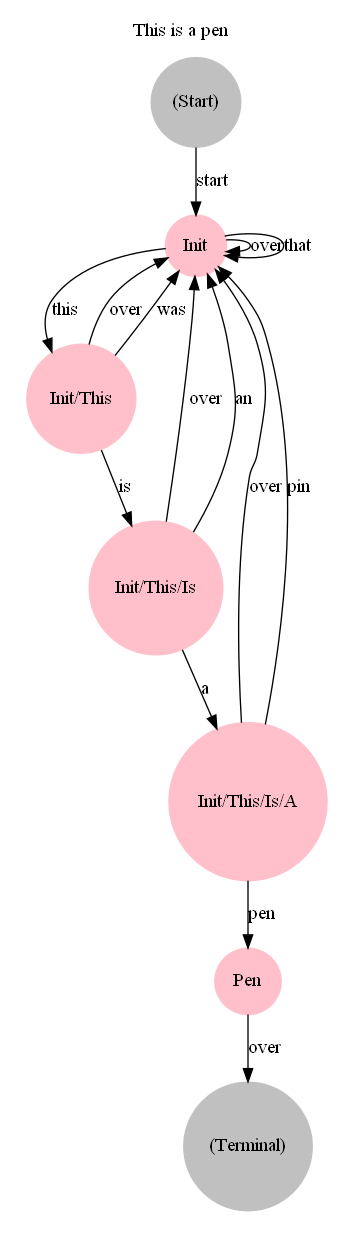 This is a pen
(Start)
start
Init
over
that
this
over
was
Init/This
is
over
an
Init/This/Is
over
pin
a
Init/This/Is/A
pen
Pen
over
(Terminal)